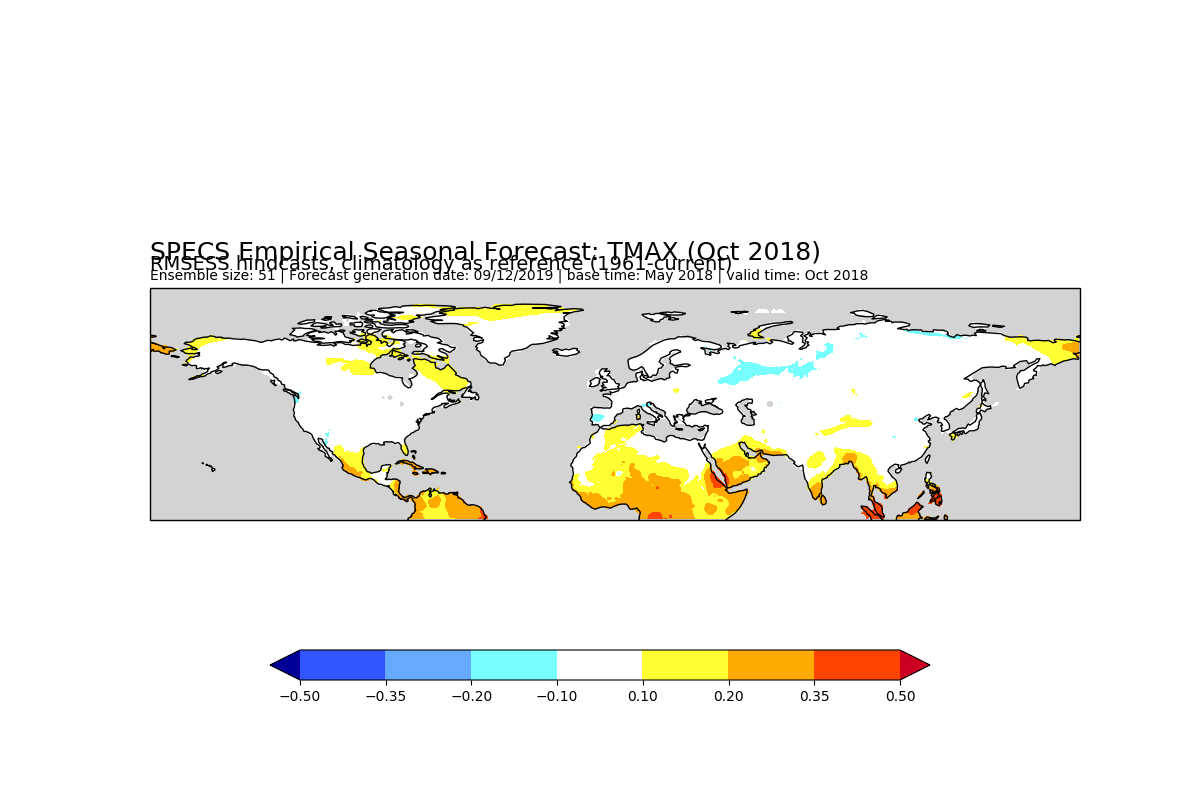 SPECS Empirical Seasonal Forecast: TMAX (Oct 2018)
RMSESS hindcasts, climatology as reference (1961-current)
Ensemble size: 51 | Forecast generation date: 09/12/2019 | base time: May 2018 | valid time: Oct 2018
−0.50 −0.35 −0.20 −0.10 0.10 0.20 0.35 0.50